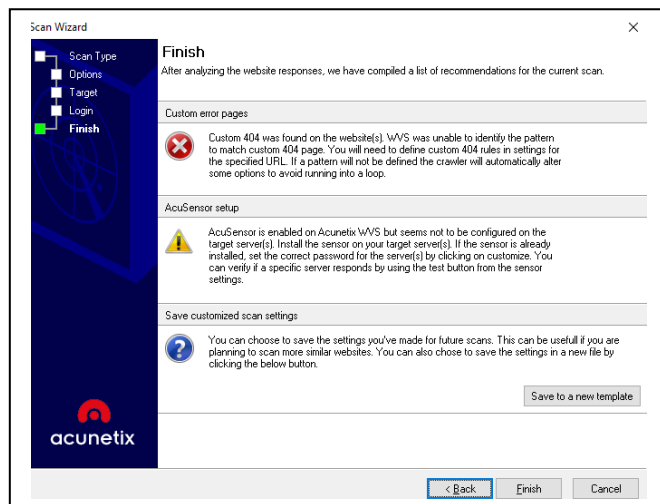 Scan Wizard
Scan Type
Options
Target
Login
Finish
Finish
After analyzing the website responses, we have compiled a list of recommendations for the current scan.
Custom error pages
Custom 404 was found on the website(s). WVS was unable to identify the pattern
to match custom 404 page. You will need to define custom 404 rules in settings for
the specified URL. If a pattern will not be defined the crawler will automatically alter
some options to avoid running into a loop.
AcuSensor setup
AcuSensor is enabled on Acunetix WVS but seems not to be configured on the
target server(s). Install the sensor on your target server(s). If the sensor is already
installed, set the correct password for the server(s) by clicking on customize. You
can verify if a specific server responds by using the test button from the sensor
settings.
Save customized scan settings
You can choose to save the settings you've made for future scans. This can be usefull if you are
planning to scan more similar websites. You can also chose to save the settings in a new file by
clicking the below button.
Save to a new template
acunetix
< Back
Finish
Cancel